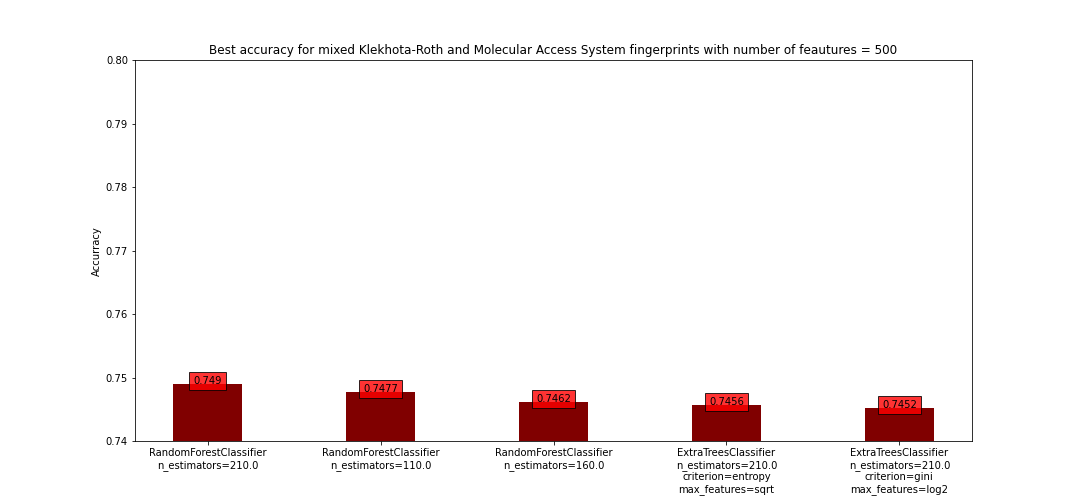 Best accuracy for mixed Klekhota-Roth and Molecular Access System fingerprints with number of feautures = 500
Accurracy
0.80
0.79
0.78
0.77
0.76
0.75
0.74
0.749
0.7477
0.7462
0.7456
0.7452
RandomForestClassifier
n_estimators=210.0
RandomForestClassifier
n_estimators=110.0
RandomForestClassifier
n_estimators=160.0
ExtraTreesClassifier
n_estimators=210.0
criterion=entropy
max_features=sqrt
ExtraTreesClassifier
n_estimators=210.0
criterion=gini
max_features=log2